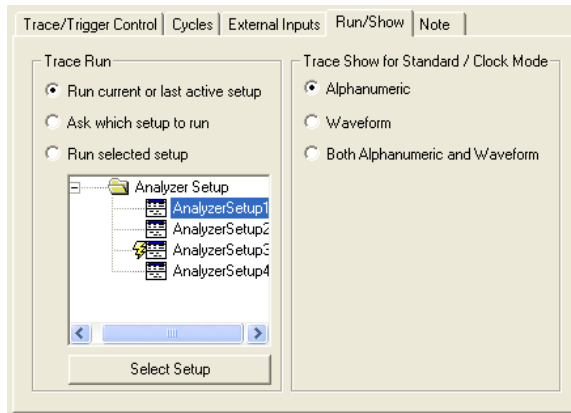 Trace/Trigger Control Cycles External Inputs Run/Show Note
Trace Run
Run current or last active setup
Ask which setup to run
Run selected setup
Analyzer Setup
AnalyzerSetup1
AnalyzerSetup2
AnalyzerSetup3
AnalyzerSetup4
Select Setup
Trace Show for Standard / Clock Mode
Alphanumeric
Waveform
Both Alphanumeric and Waveform